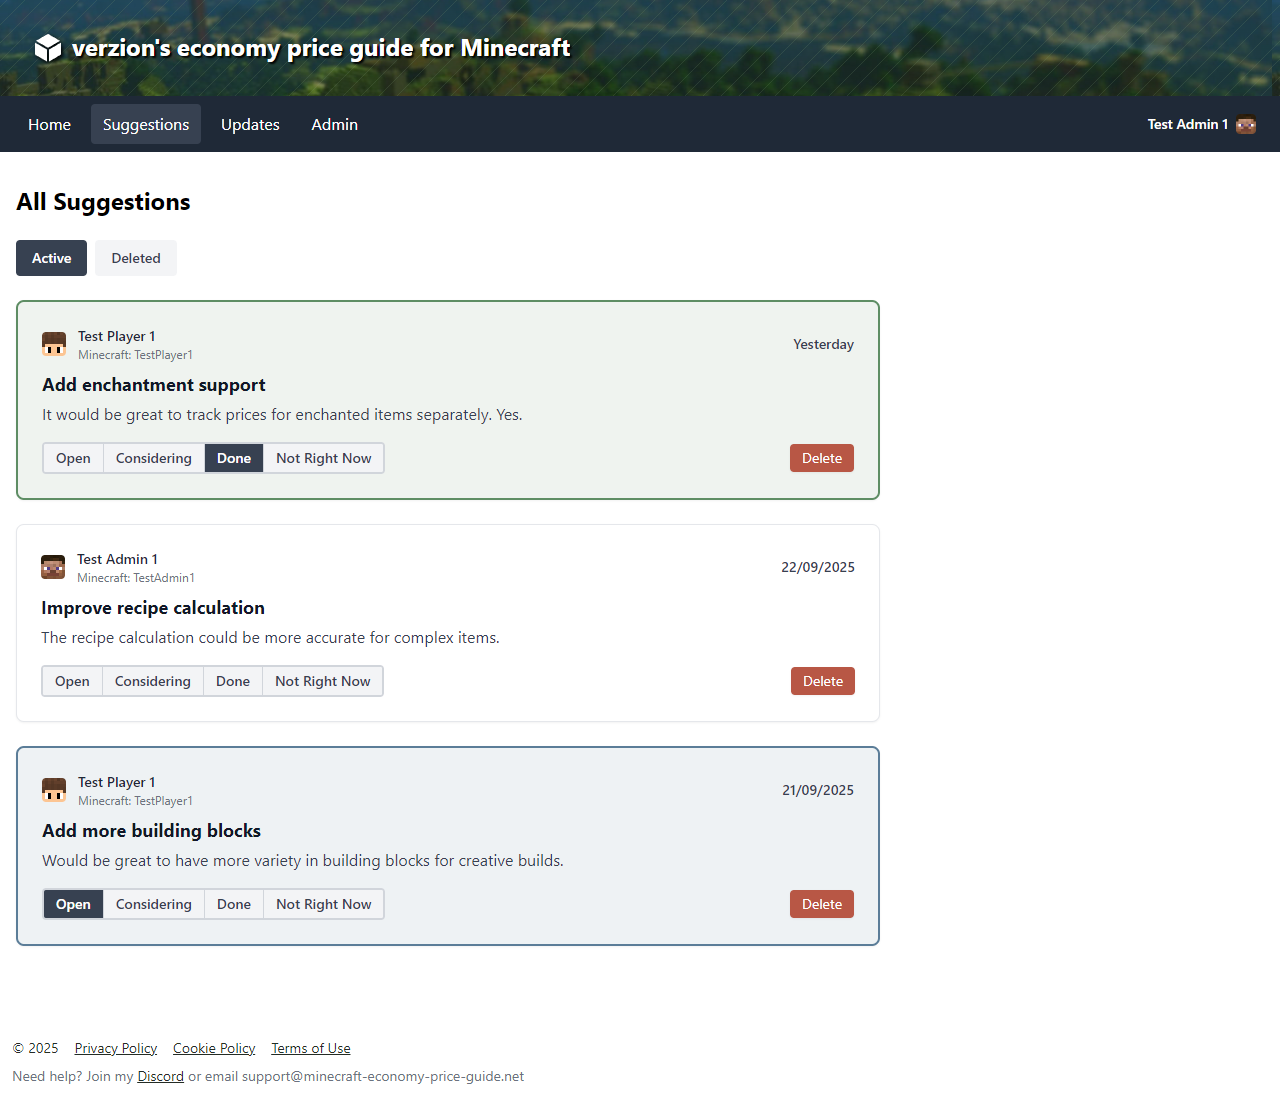 verzion's economy price guide for Minecraft
Home Suggestions Updates Admin Test Admin 1
All Suggestions
Active Deleted
Test Player 1
Minecraft: TestPlayer1
Yesterday
Add enchantment support
It would be great to track prices for enchanted items separately. Yes.
Open Considering Done Not Right Now Delete
Test Admin 1
Minecraft: TestAdmin1
22/09/2025
Improve recipe calculation
The recipe calculation could be more accurate for complex items.
Open Considering Done Not Right Now Delete
Test Player 1
Minecraft: TestPlayer1
21/09/2025
Add more building blocks
Would be great to have more variety in building blocks for creative builds.
Open Considering Done Not Right Now Delete
© 2025 Privacy Policy Cookie Policy Terms of Use
Need help? Join my Discord or email support@minecraft-economy-price-guide.net